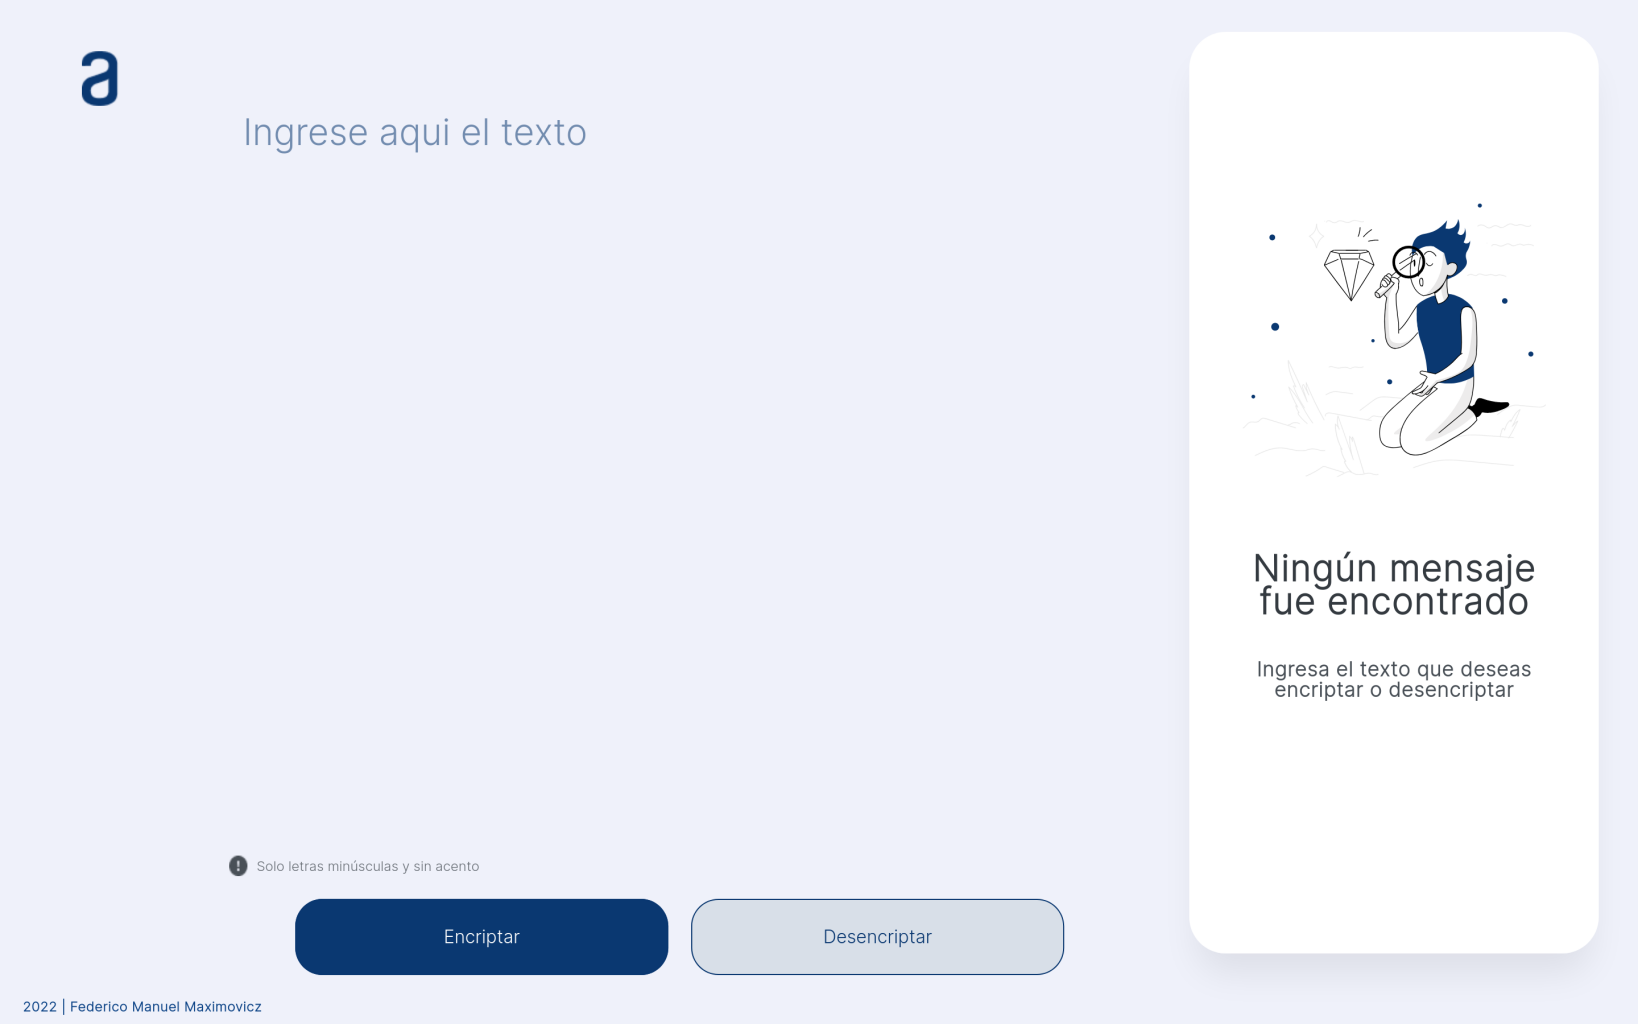 a
Ingrese aqui el texto
Solo letras minúsculas y sin acento
Encriptar
Desencriptar
2022 | Federico Manuel Maximovicz
Ningún mensaje
fue encontrado
Ingresa el texto que deseas
encriptar o desencriptar